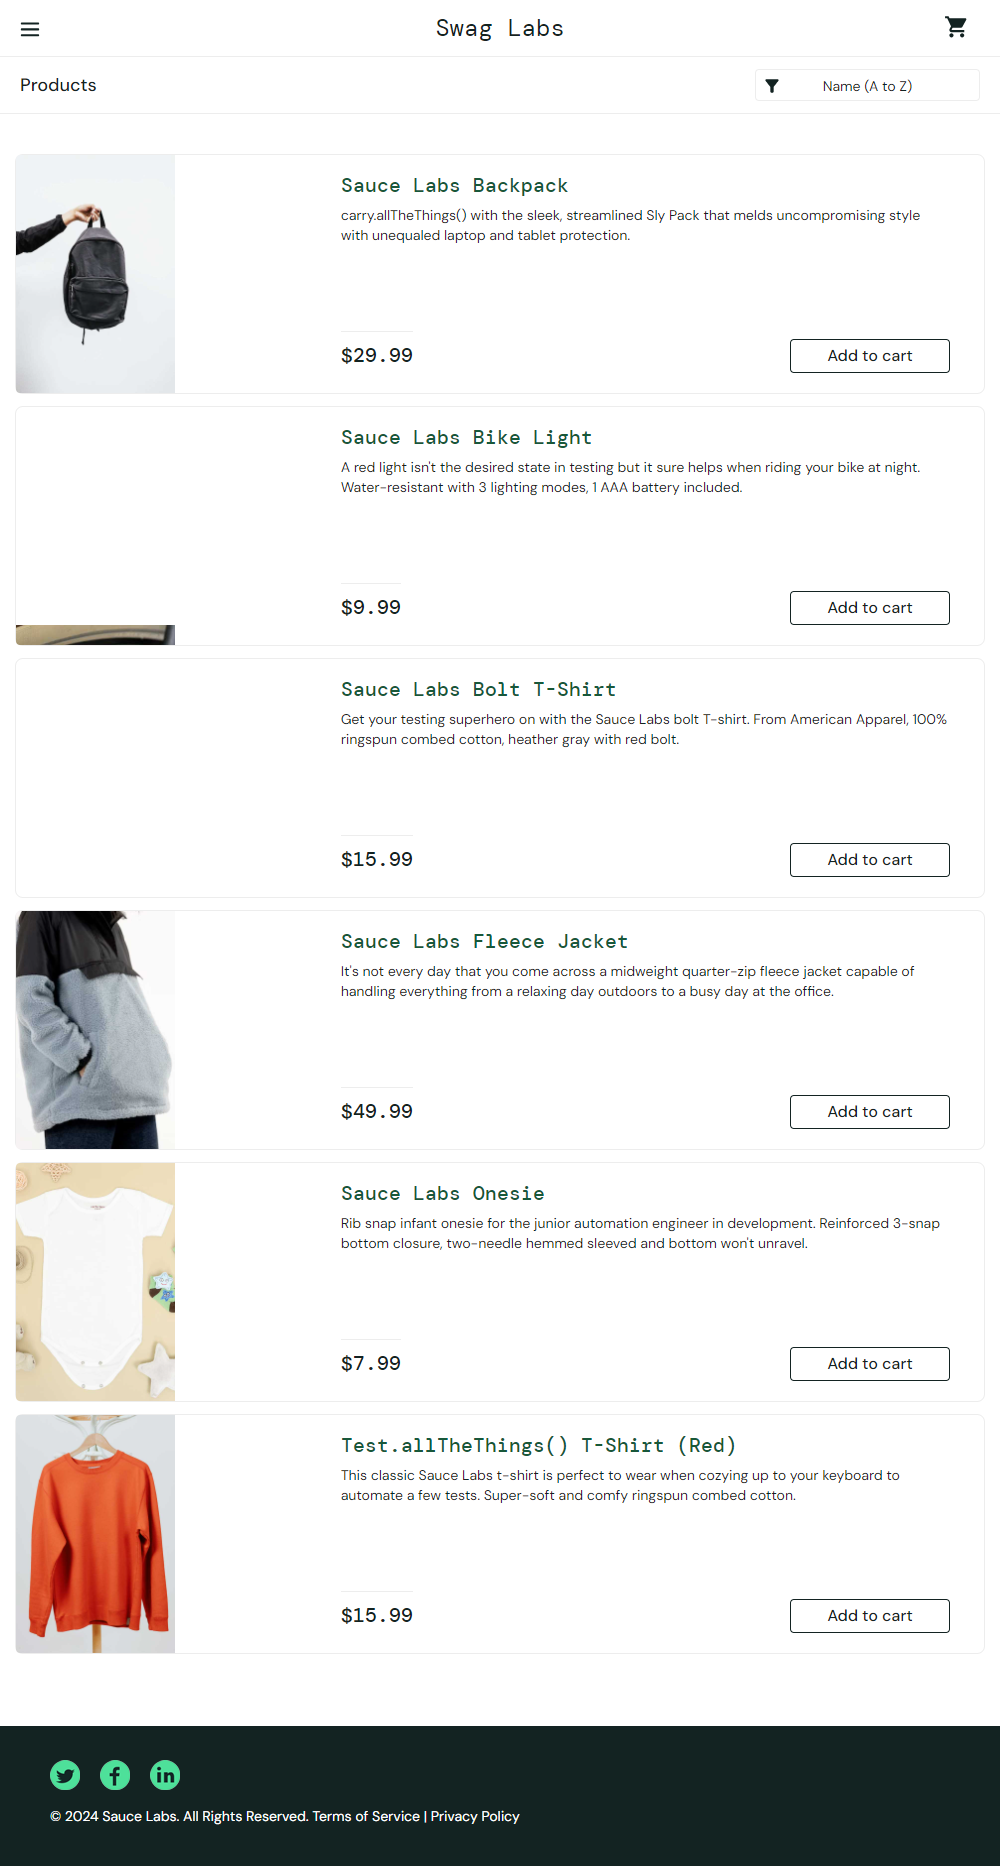 Swag Labs
Products
Name (A to Z)
Sauce Labs Backpack
carry.allTheThings() with the sleek, streamlined Sly Pack that melds uncompromising style
with unequaled laptop and tablet protection.
$29.99
Add to cart
Sauce Labs Bike Light
A red light isn't the desired state in testing but it sure helps when riding your bike at night.
Water-resistant with 3 lighting modes, 1 AAA battery included.
$9.99
Add to cart
Sauce Labs Bolt T-Shirt
Get your testing superhero on with the Sauce Labs bolt T-shirt. From American Apparel, 100%
ringspun combed cotton, heather gray with red bolt.
$15.99
Add to cart
Sauce Labs Fleece Jacket
It's not every day that you come across a midweight quarter-zip fleece jacket capable of
handling everything from a relaxing day outdoors to a busy day at the office.
$49.99
Add to cart
Sauce Labs Onesie
Rib snap infant onesie for the junior automation engineer in development. Reinforced 3-snap
bottom closure, two-needle hemmed sleeved and bottom won't unravel.
$7.99
Add to cart
Test.allTheThings() T-Shirt (Red)
This classic Sauce Labs t-shirt is perfect to wear when cozying up to your keyboard to
automate a few tests. Super-soft and comfy ringspun combed cotton.
$15.99
Add to cart
© 2024 Sauce Labs. All Rights Reserved. Terms of Service | Privacy Policy